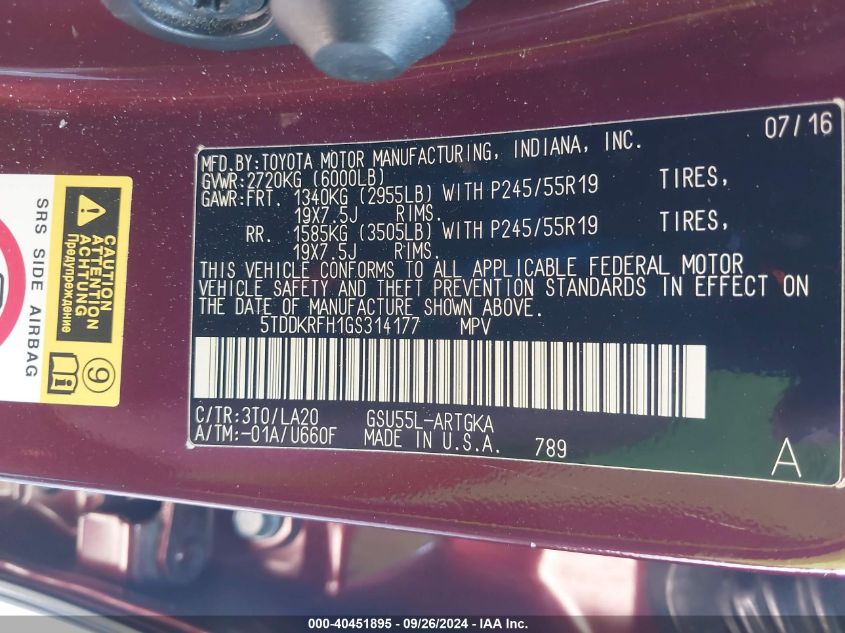 07/16
MFD.BY:TOYOTA MOTOR MANUFACTURING, INDIANA, INC.
GVWR:2720KG (6000LB)
GAWR:FRT. 1340KG (2955LB) WITH P245/55R19 TIRES,
19X7.5J RIMS.
RR. 1585KG (3505LB) WITH P245/55R19 TIRES,
19X7.5J RIMS.
THIS VEHICLE CONFORMS TO ALL APPLICABLE FEDERAL MOTOR
VEHICLE SAFETY AND THEFT PREVENTION STANDARDS IN EFFECT ON
THE DATE OF MANUFACTURE SHOWN ABOVE.
5TDDKRFH1GS314177 MPV
C/TR:3T0/LA20 GSU55L-ARTGKA
A/TM:-01A/U660F MADE IN U.S.A. 789
A
SRS SIDE AIRBAG
CAUTION
ATTENTION
ACHTUNG
Предупреждение
9
000-40451895 - 09/26/2024 - IAA Inc.